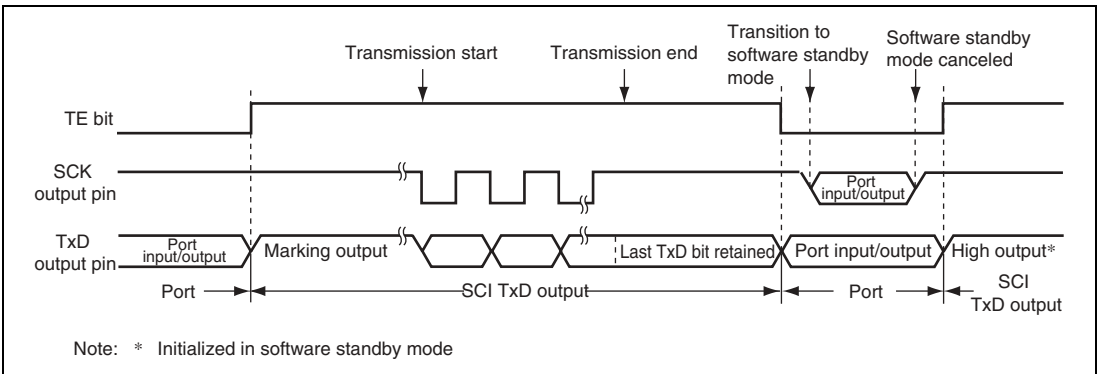 Transmission start
Transmission end
Transition to
software standby
mode
Software standby
mode canceled
TE bit
SCK
output pin
Port
input/output
TxD
output pin
Port
input/output
Marking output
Last TxD bit retained
Port input/output
High output*
Port
SCI TxD output
Port
SCI
TxD output
Note: * Initialized in software standby mode